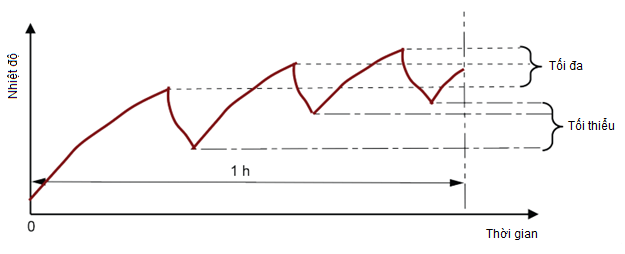 Nhiệt độ
Tối đa
Tối thiểu
1 h
0
Thời gian